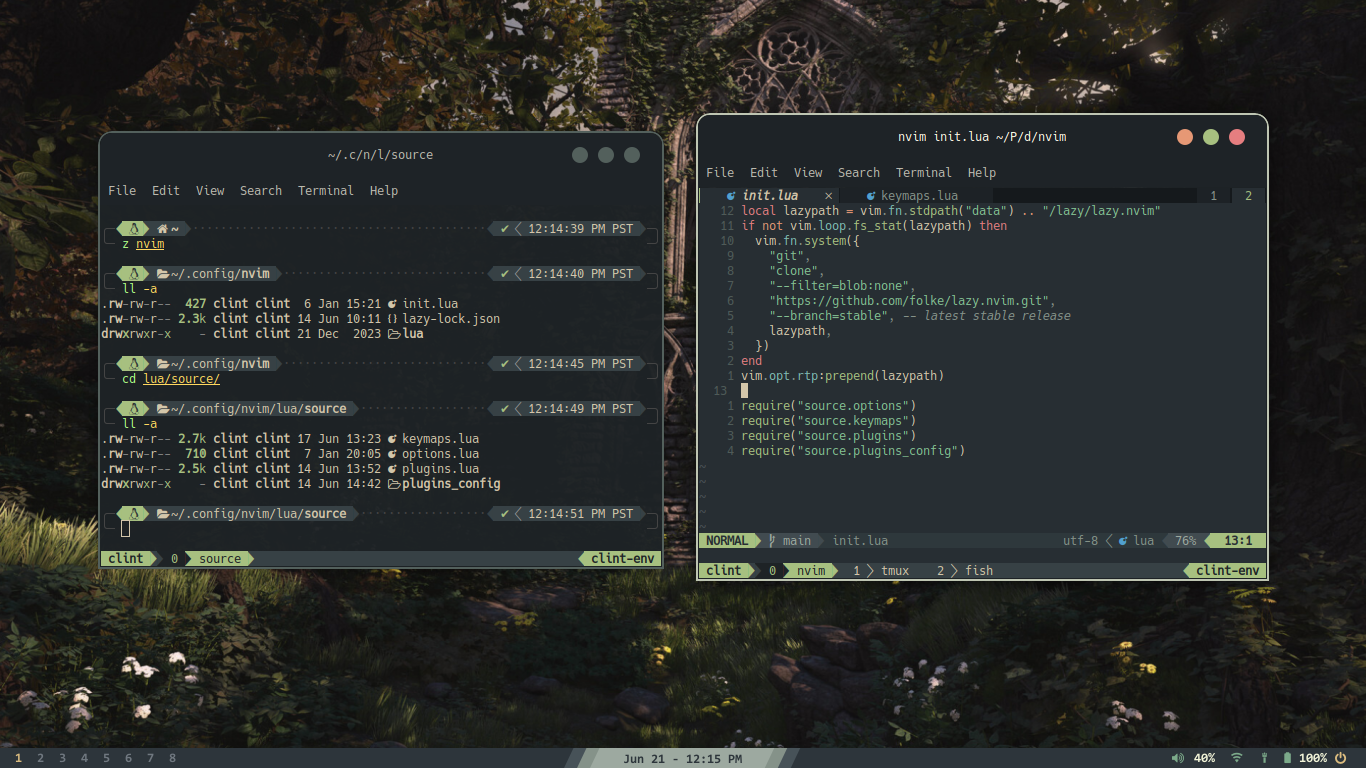 ~/.c/n/l/source
File Edit View Search Terminal Help
~ ✔ 12:14:39 PM PST
z nvim
~/.config/nvim ✔ 12:14:40 PM PST
ll -a
.rw-rw-r-- 427 clint clint 6 Jan 15:21 init.lua
.rw-rw-r-- 2.3k clint clint 14 Jun 10:11 {} lazy-lock.json
drwxrwxr-x - clint clint 21 Dec 2023 lua
~/.config/nvim ✔ 12:14:45 PM PST
cd lua/source/
~/.config/nvim/lua/source ✔ 12:14:49 PM PST
ll -a
.rw-rw-r-- 2.7k clint clint 17 Jun 13:23 keymaps.lua
.rw-rw-r-- 710 clint clint 7 Jan 20:05 options.lua
.rw-rw-r-- 2.5k clint clint 14 Jun 13:52 plugins.lua
drwxrwxr-x - clint clint 14 Jun 14:42 plugins_config
~/.config/nvim/lua/source ✔ 12:14:51 PM PST
clint 0 source clint-env
nvim init.lua ~/P/d/nvim
File Edit View Search Terminal Help
init.lua × keymaps.lua 1 2
12 local lazypath = vim.fn.stdpath("data") .. "/lazy/lazy.nvim"
11 if not vim.loop.fs_stat(lazypath) then
10 vim.fn.system({
9 "git",
8 "clone",
7 "--filter=blob:none",
6 "https://github.com/folke/lazy.nvim.git",
5 "--branch=stable", -- latest stable release
4 lazypath,
3 })
2 end
1 vim.opt.rtp:prepend(lazypath)
13
1 require("source.options")
2 require("source.keymaps")
3 require("source.plugins")
4 require("source.plugins_config")
~
~
~
~
~
NORMAL main init.lua utf-8 lua 76% 13:1
clint 0 nvim 1 tmux 2 fish clint-env
1 2 3 4 5 6 7 8 Jun 21 - 12:15 PM 40% 100%